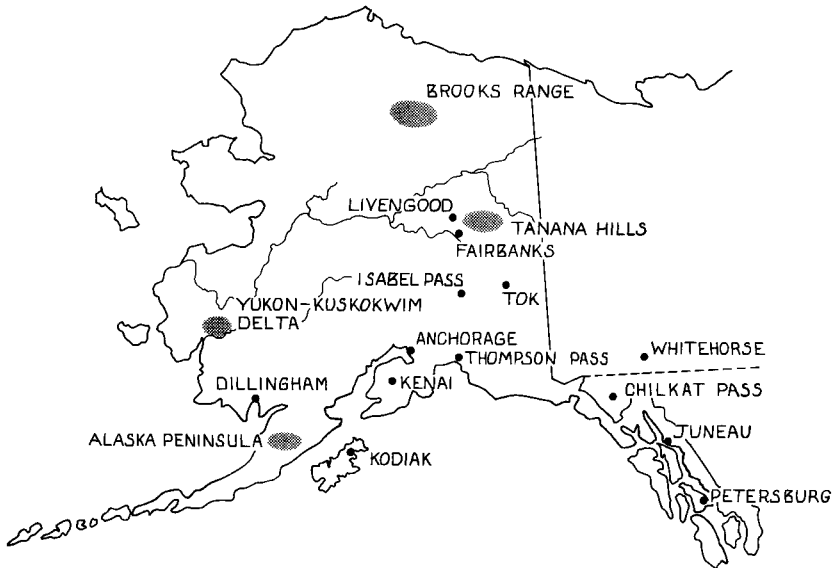 BROOKS RANGE
LIVENGOOD
TANANA HILLS
FAIRBANKS
ISABEL PASS
TOK
YUKON-KUSKOKWIM
DELTA
ANCHORAGE
THOMPSON PASS
WHITEHORSE
DILLINGHAM
KENAI
CHILKAT PASS
ALASKA PENINSULA
JUNEAU
KODIAK
PETERSBURG